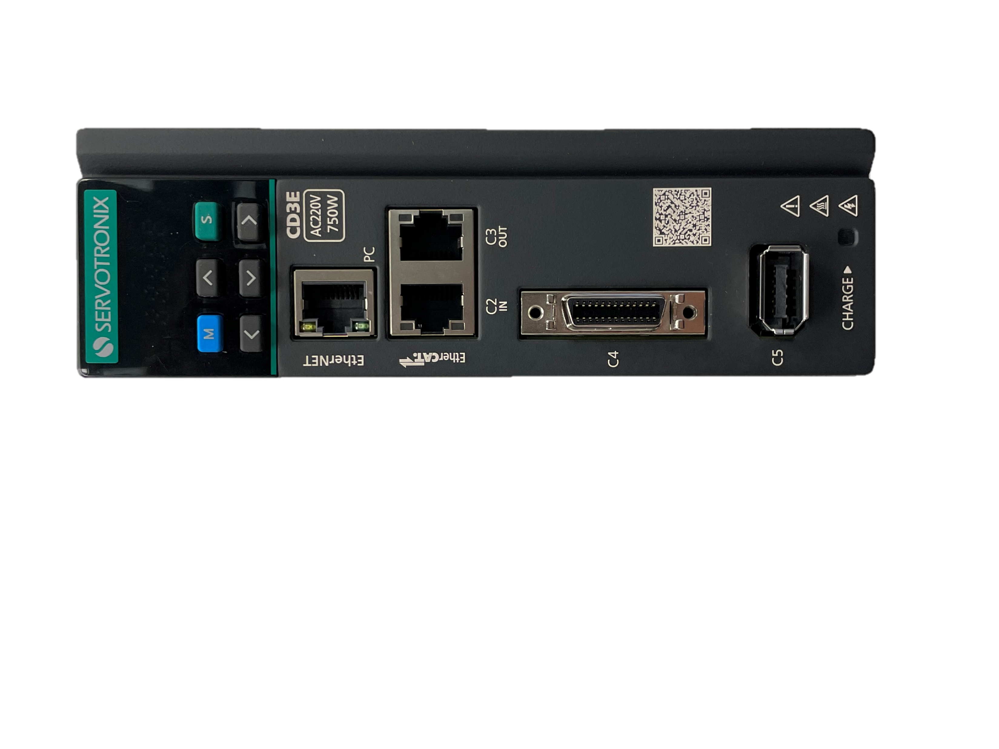 SERVOTRONIX
M
S
CD3E
AC220V
750W
PC
EtherNET
EtherCAT®
C2
IN
C3
OUT
C4
C5
CHARGE